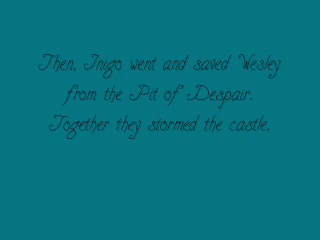 Then, Inigo went and saved Wesley
from the Pit of Despair.
Together they stormed the castle,